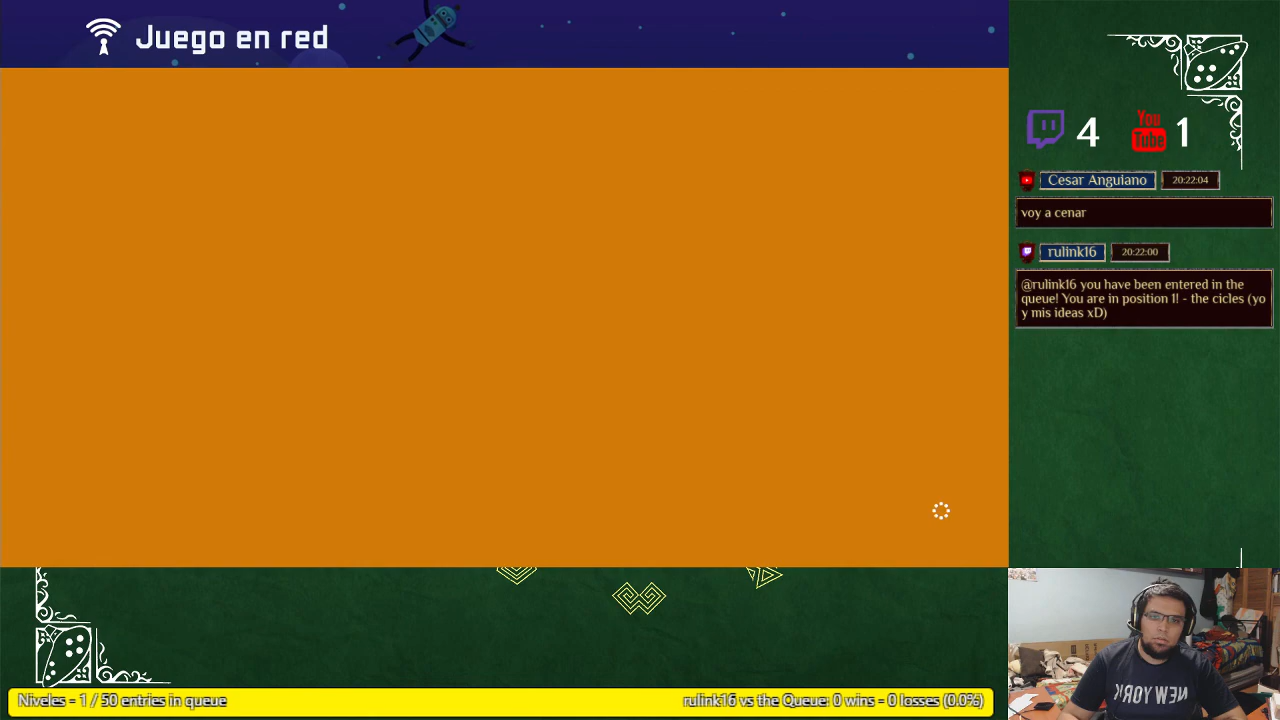 Juego en red
4
You
Tube
1
Cesar Anguiano
20:22:04
voy a cenar
rulink16
20:22:00
@rulink16 you have been entered in the
queue! You are in position 1! - the cicles (yo
y mis ideas xD)
NEW YORK
Niveles - 1 / 50 entries in queue
rulink16 vs the Queue: 0 wins - 0 losses (0.0%)